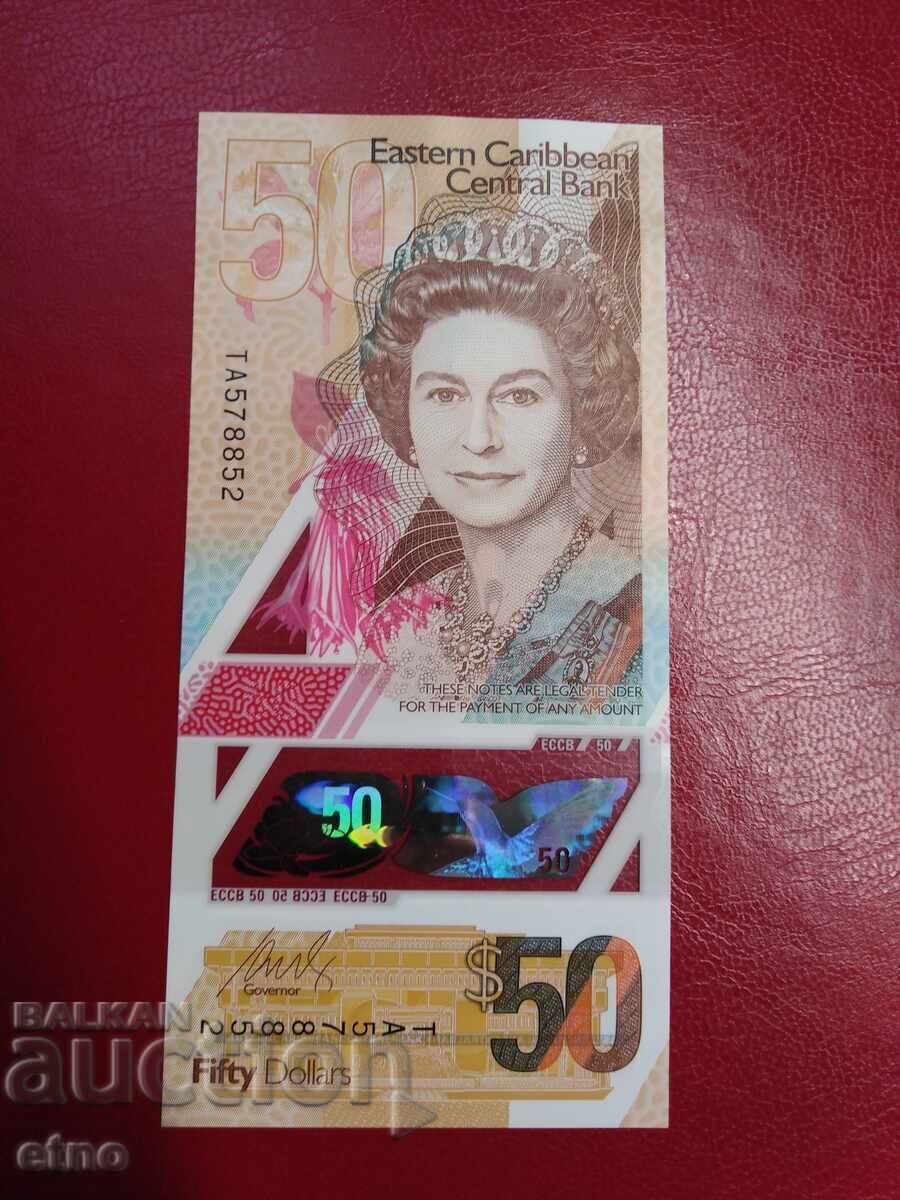 50
Eastern Caribbean
Central Bank
TA578852
THESE NOTES ARE LEGAL TENDER
FOR THE PAYMENT OF ANY AMOUNT
ECCB 50
50
50
ECCB 50 ECCB 50 ECCB 50
Governor
$50
TA578852
Fifty Dollars
BALKAN
auction
etno